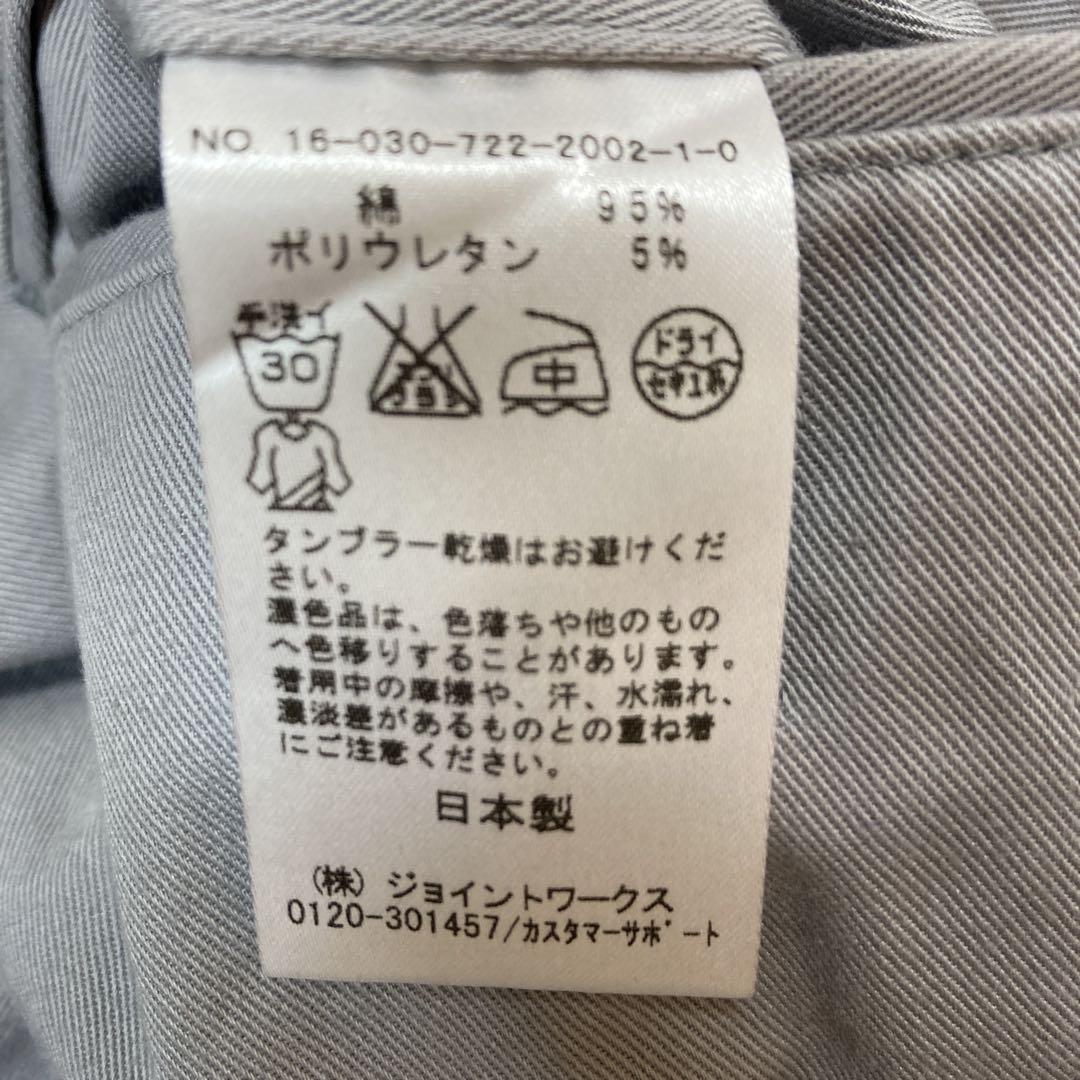 NO. 16-030-722-2002-1-0
綿 95%
ポリウレタン 5%
手洗イ
30
中
ドライ
セキユ系
タンブラー乾燥はお避けくだ
さい。
濃色品は、色落ちや他のもの
へ色移りすることがあります。
着用中の摩擦や、汗、水濡れ、
濃淡差があるものとの重ね着
にご注意ください。
日本製
(株) ジョイントワークス
0120-301457/カスタマーサポート